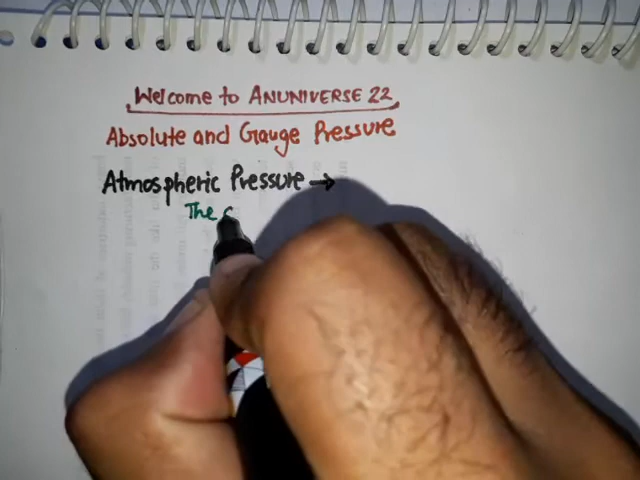 Welcome to ANUNIVERSE 22
Absolute and Gauge Pressure
Atmospheric Pressure →
The